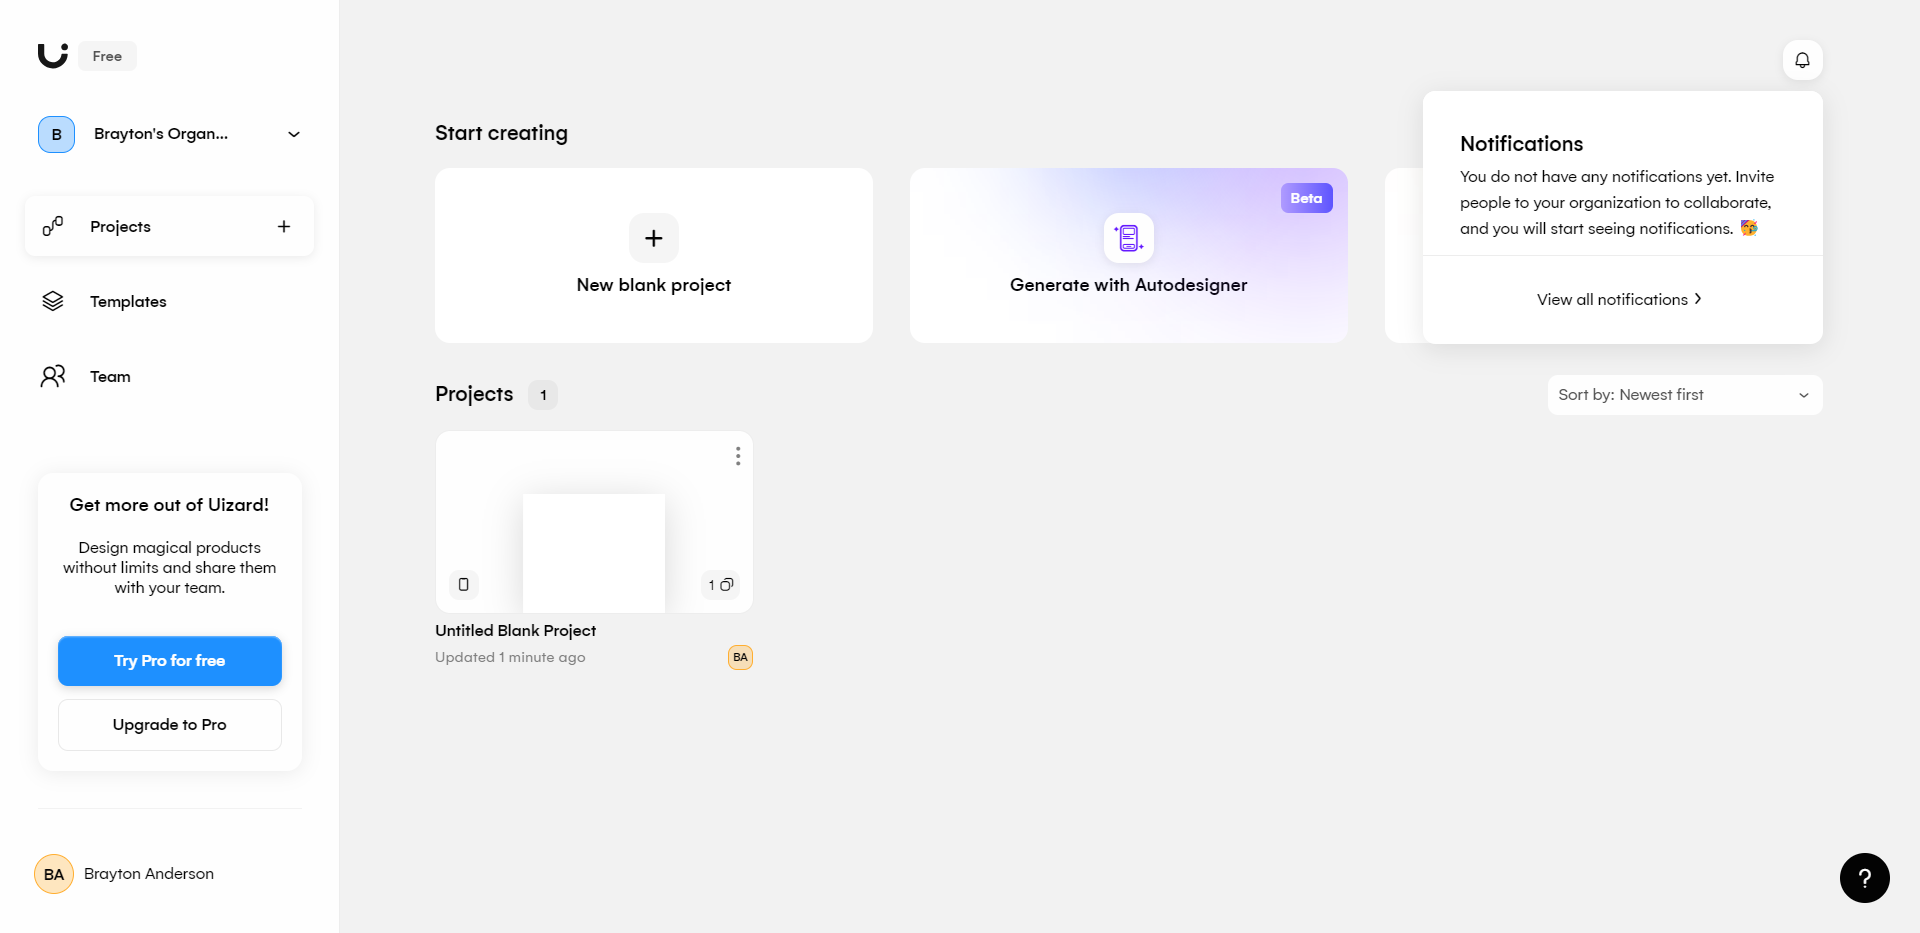 Free
B
Brayton's Organ...
Projects
Templates
Team
Get more out of Uizard!
Design magical products
without limits and share them
with your team.
Try Pro for free
Upgrade to Pro
BA
Brayton Anderson
Start creating
New blank project
Beta
Generate with Autodesigner
Notifications
You do not have any notifications yet. Invite
people to your organization to collaborate,
and you will start seeing notifications. 🥳
View all notifications
Projects 1
Sort by: Newest first
1
Untitled Blank Project
Updated 1 minute ago
BA
?